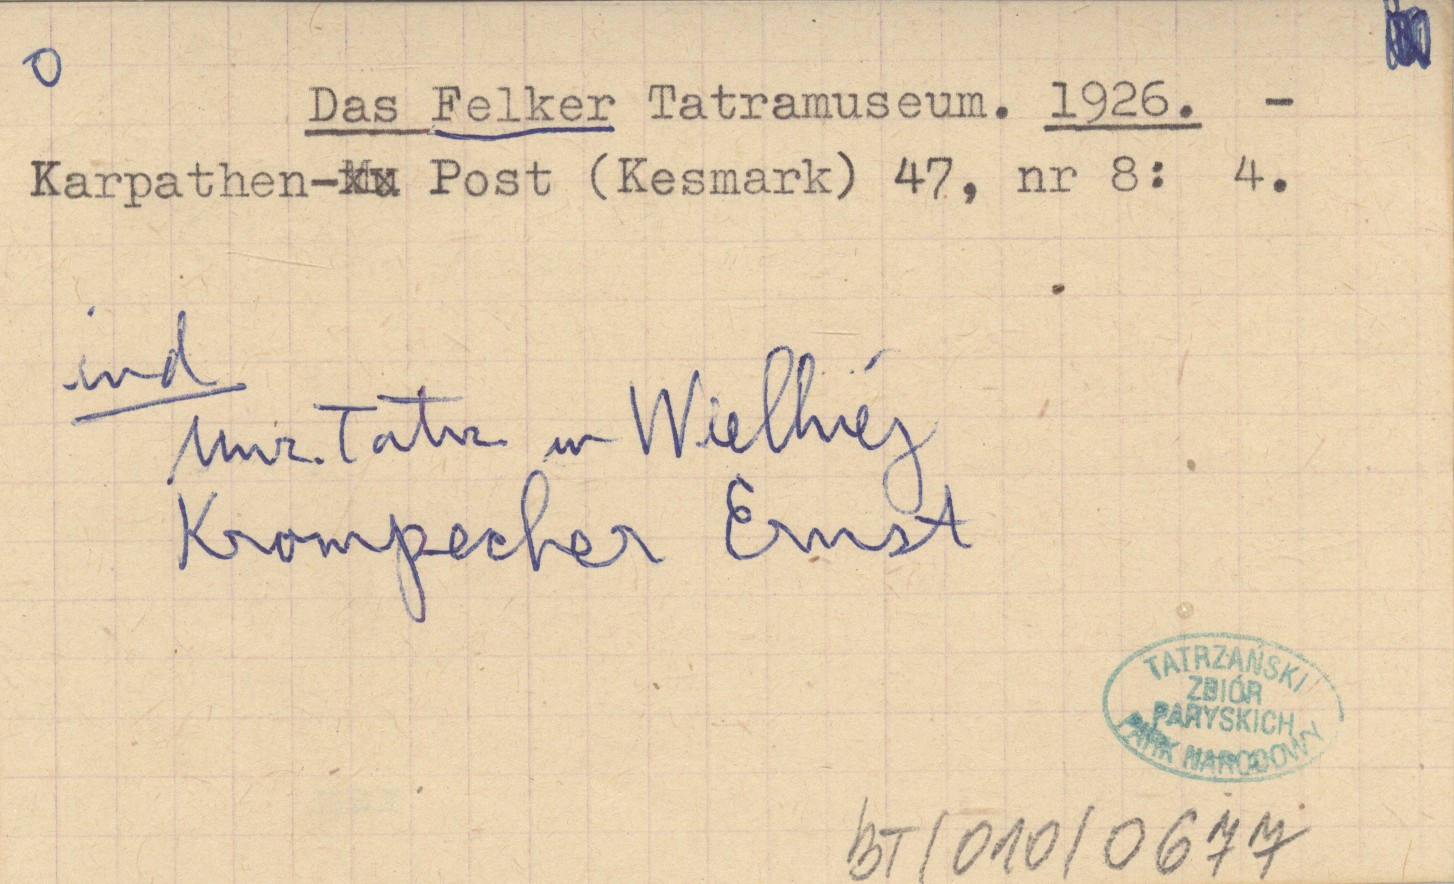 O
Das Felker Tatramuseum. 1926. -
Karpathen- Post (Kesmark) 47, nr 8: 4.
ind
Muz. Tatr. w Wielkiej
Krompecher Ernst
TATRZAŃSKI
ZBIÓR
PARYSKICH
PARK NARODOWY
BT/010/0677